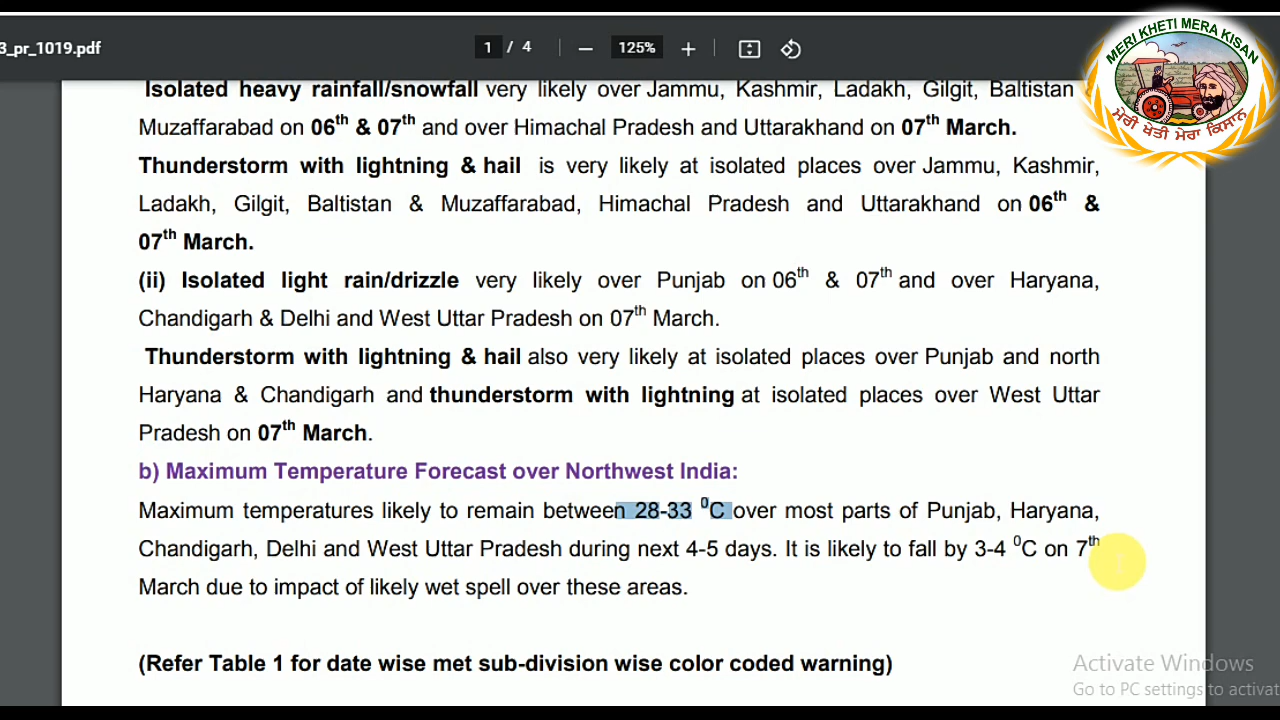 3_pr_1019.pdf
1 / 4
125%
MERI KHETI MERA KISAN
ਮੇਰੀ ਖੇਤੀ ਮੇਰਾ ਕਿਸਾਨ
Isolated heavy rainfall/snowfall very likely over Jammu, Kashmir, Ladakh, Gilgit, Baltistan
Muzaffarabad on 06th & 07th and over Himachal Pradesh and Uttarakhand on 07th March.
Thunderstorm with lightning & hail is very likely at isolated places over Jammu, Kashmir,
Ladakh, Gilgit, Baltistan & Muzaffarabad, Himachal Pradesh and Uttarakhand on 06th &
07th March.
(ii) Isolated light rain/drizzle very likely over Punjab on 06th & 07th and over Haryana,
Chandigarh & Delhi and West Uttar Pradesh on 07th March.
Thunderstorm with lightning & hail also very likely at isolated places over Punjab and north
Haryana & Chandigarh and thunderstorm with lightning at isolated places over West Uttar
Pradesh on 07th March.
b) Maximum Temperature Forecast over Northwest India:
Maximum temperatures likely to remain between 28-33 ⁰C over most parts of Punjab, Haryana,
Chandigarh, Delhi and West Uttar Pradesh during next 4-5 days. It is likely to fall by 3-4 ⁰C on 7th
March due to impact of likely wet spell over these areas.
(Refer Table 1 for date wise met sub-division wise color coded warning)
Activate Windows
Go to PC settings to activat